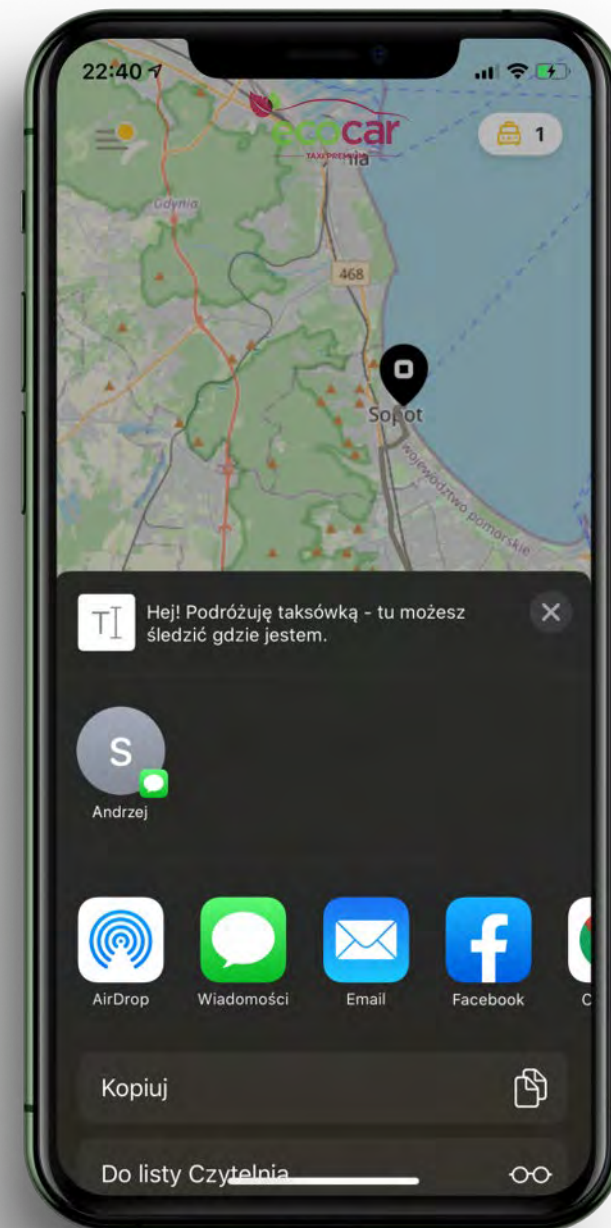 22:40
ecocar
TAXI PREMIUM
1
Gdynia
468
Sopot
województwo pomorskie
Hej! Podróżuję taksówką - tu możesz
śledzić gdzie jestem.
S
Andrzej
AirDrop
Wiadomości
Email
Facebook
Kopiuj
Do listy Czytelnia